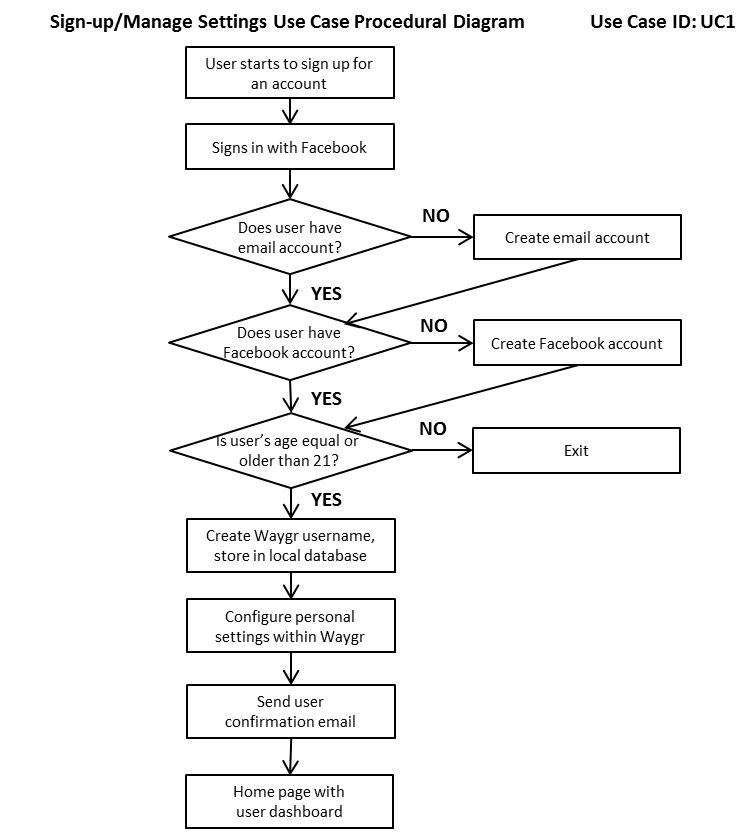 Sign-up/Manage Settings Use Case Procedural Diagram
Use Case ID: UC1
User starts to sign up for
an account
Signs in with Facebook
Does user have
email account?
NO
Create email account
YES
Does user have
Facebook account?
NO
Create Facebook account
YES
Is user's age equal or
older than 21?
NO
Exit
YES
Create Waygr username,
store in local database
Configure personal
settings within Waygr
Send user
confirmation email
Home page with
user dashboard